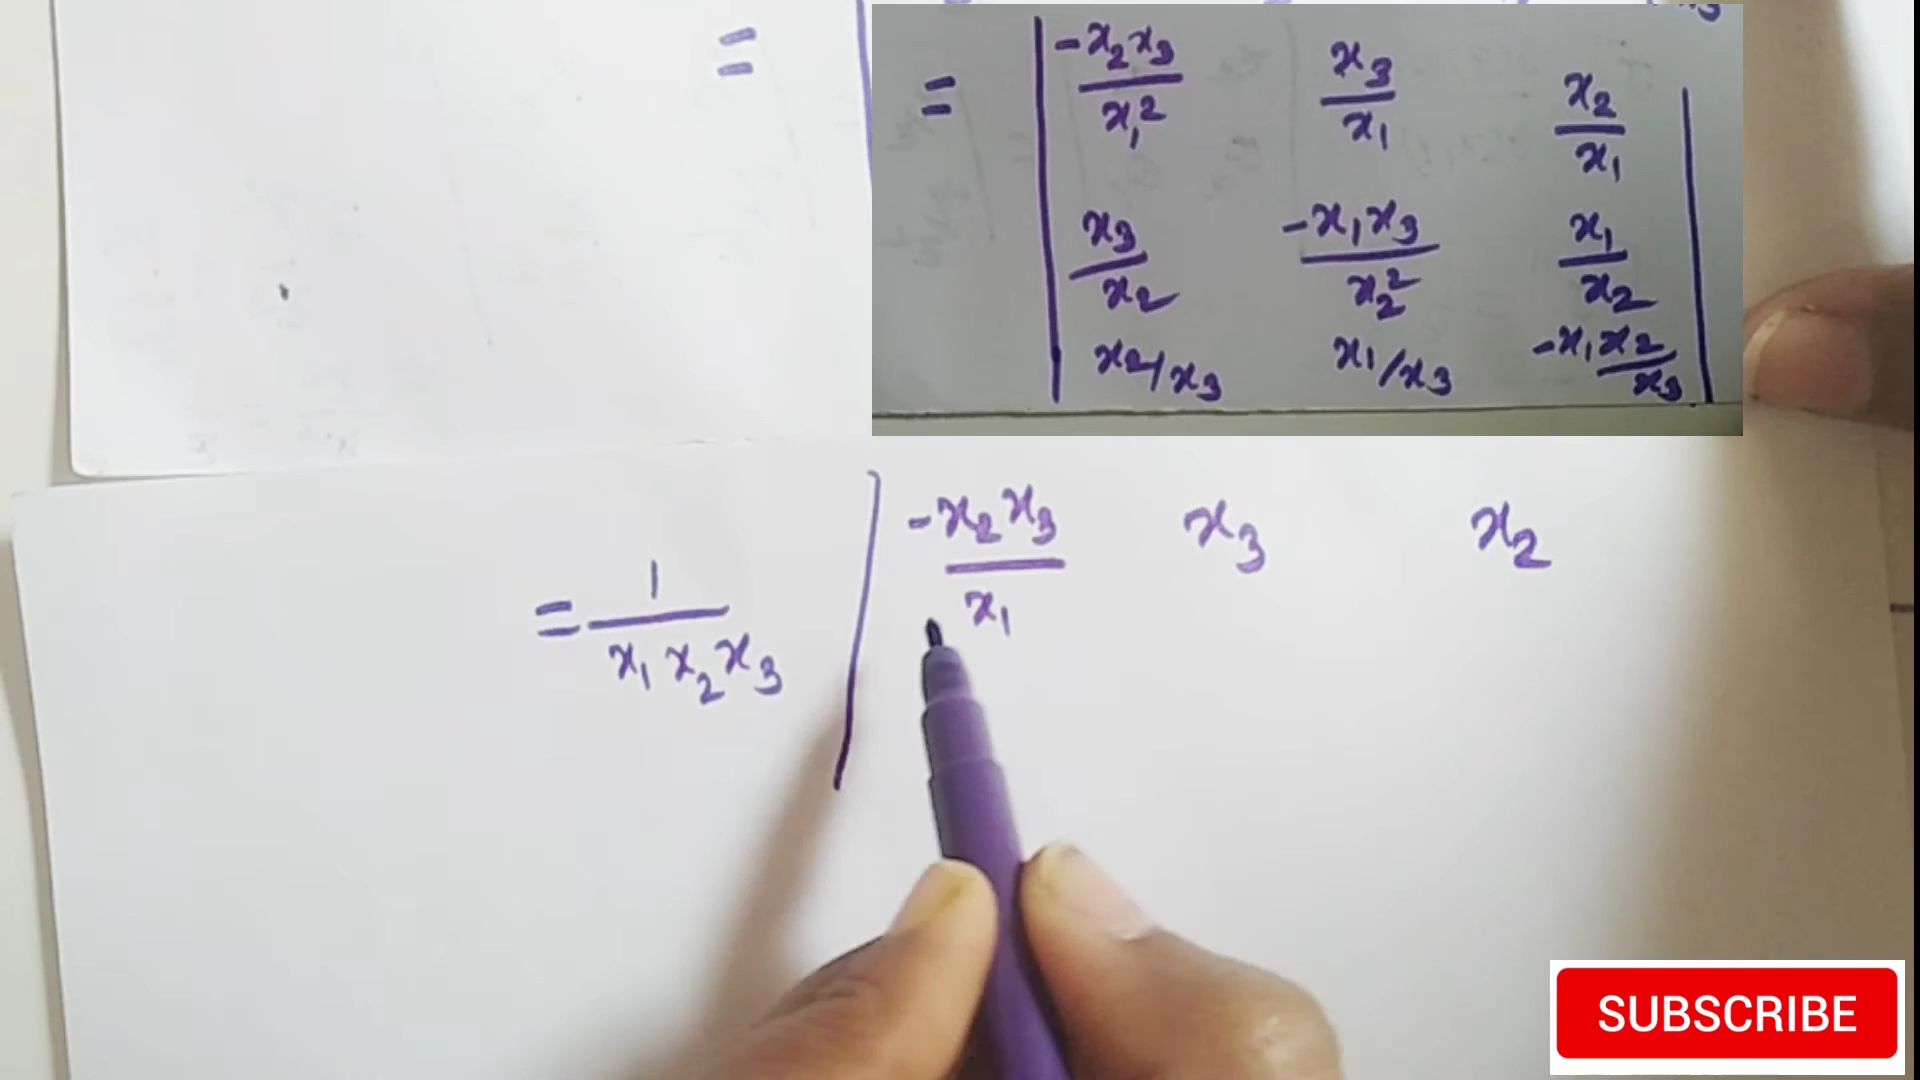 =
= | -x₂x₃/x₁² x₃/x₁ x₂/x₁ |
| x₃/x₂ -x₁x₃/x₂² x₁/x₂ |
| x₂/x₃ x₁/x₃ -x₁x₂/x₃ |
= 1/x₁x₂x₃ | -x₂x₃/x₁ x₃ x₂
SUBSCRIBE